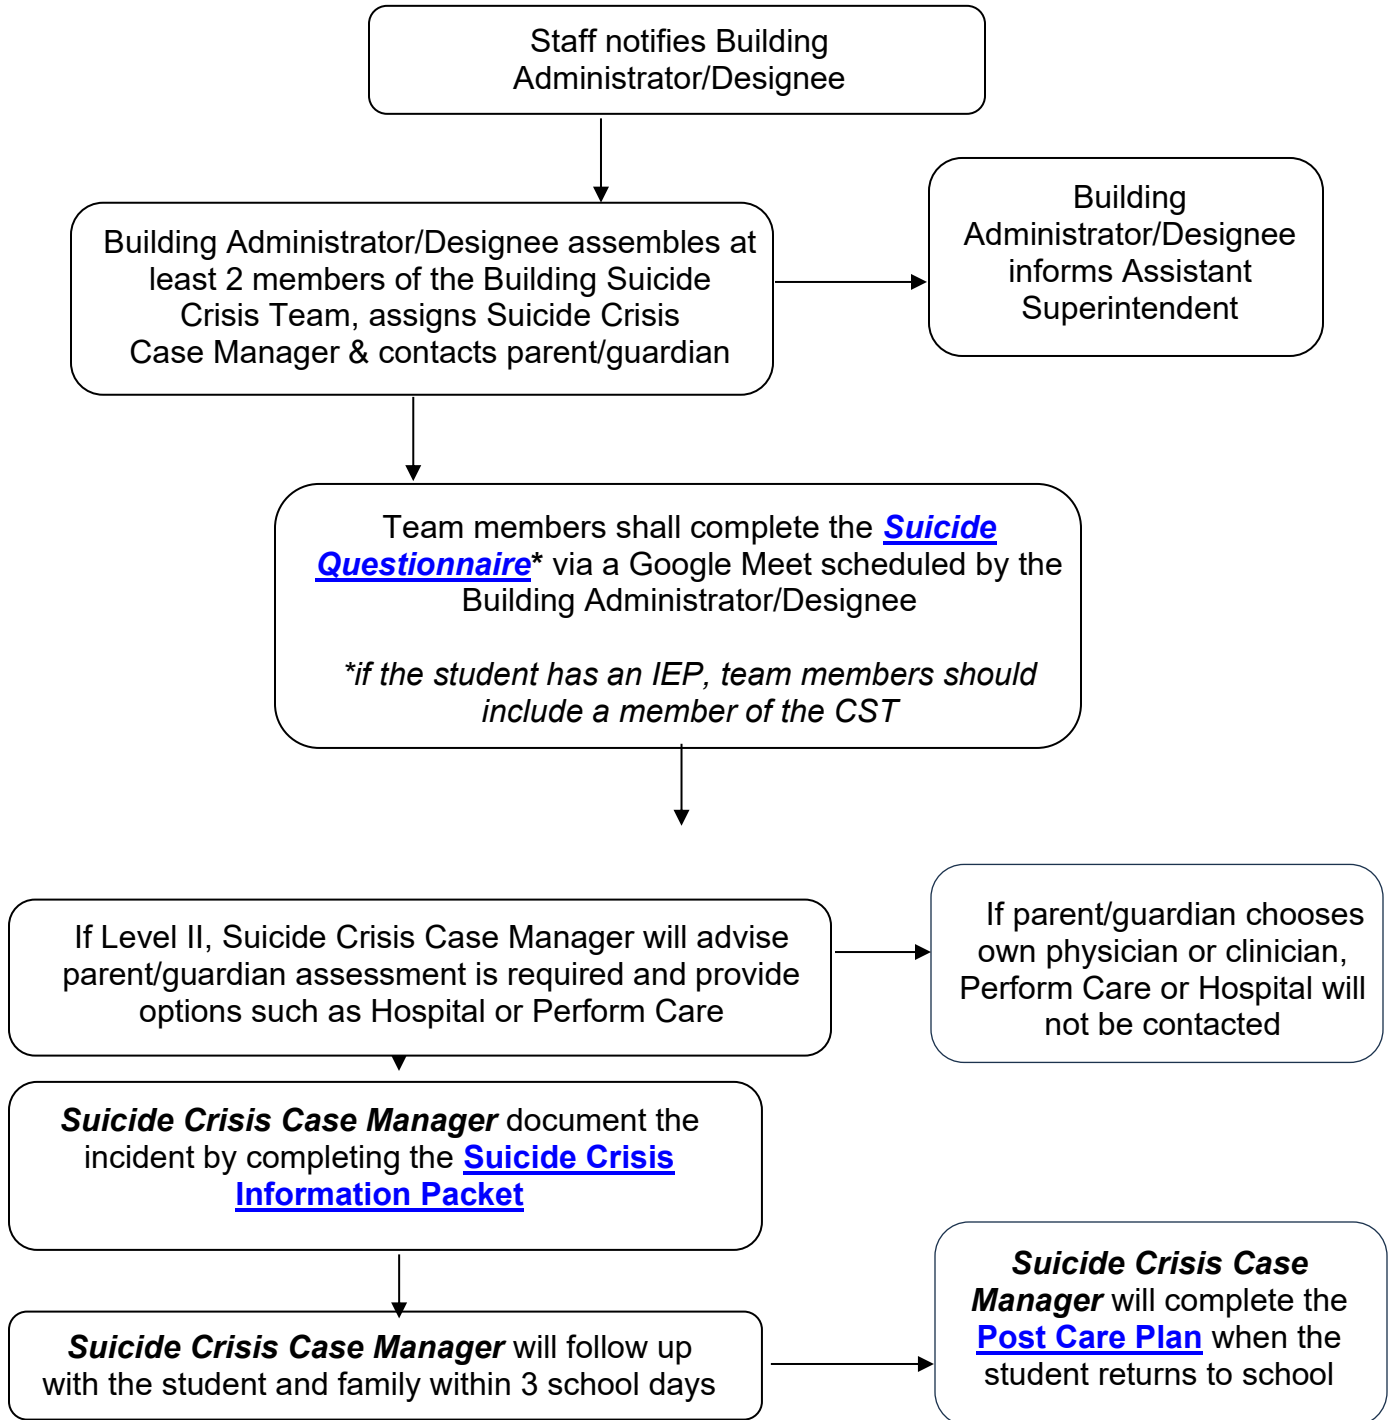 Staff notifies Building
Administrator/Designee
Building Administrator/Designee assembles at
least 2 members of the Building Suicide
Crisis Team, assigns Suicide Crisis
Case Manager & contacts parent/guardian
Building
Administrator/Designee
informs Assistant
Superintendent
Team members shall complete the Suicide
Questionnaire* via a Google Meet scheduled by the
Building Administrator/Designee
*if the student has an IEP, team members should
include a member of the CST
If Level II, Suicide Crisis Case Manager will advise
parent/guardian assessment is required and provide
options such as Hospital or Perform Care
If parent/guardian chooses
own physician or clinician,
Perform Care or Hospital will
not be contacted
Suicide Crisis Case Manager document the
incident by completing the Suicide Crisis
Information Packet
Suicide Crisis Case Manager will follow up
with the student and family within 3 school days
Suicide Crisis Case
Manager will complete the
Post Care Plan when the
student returns to school